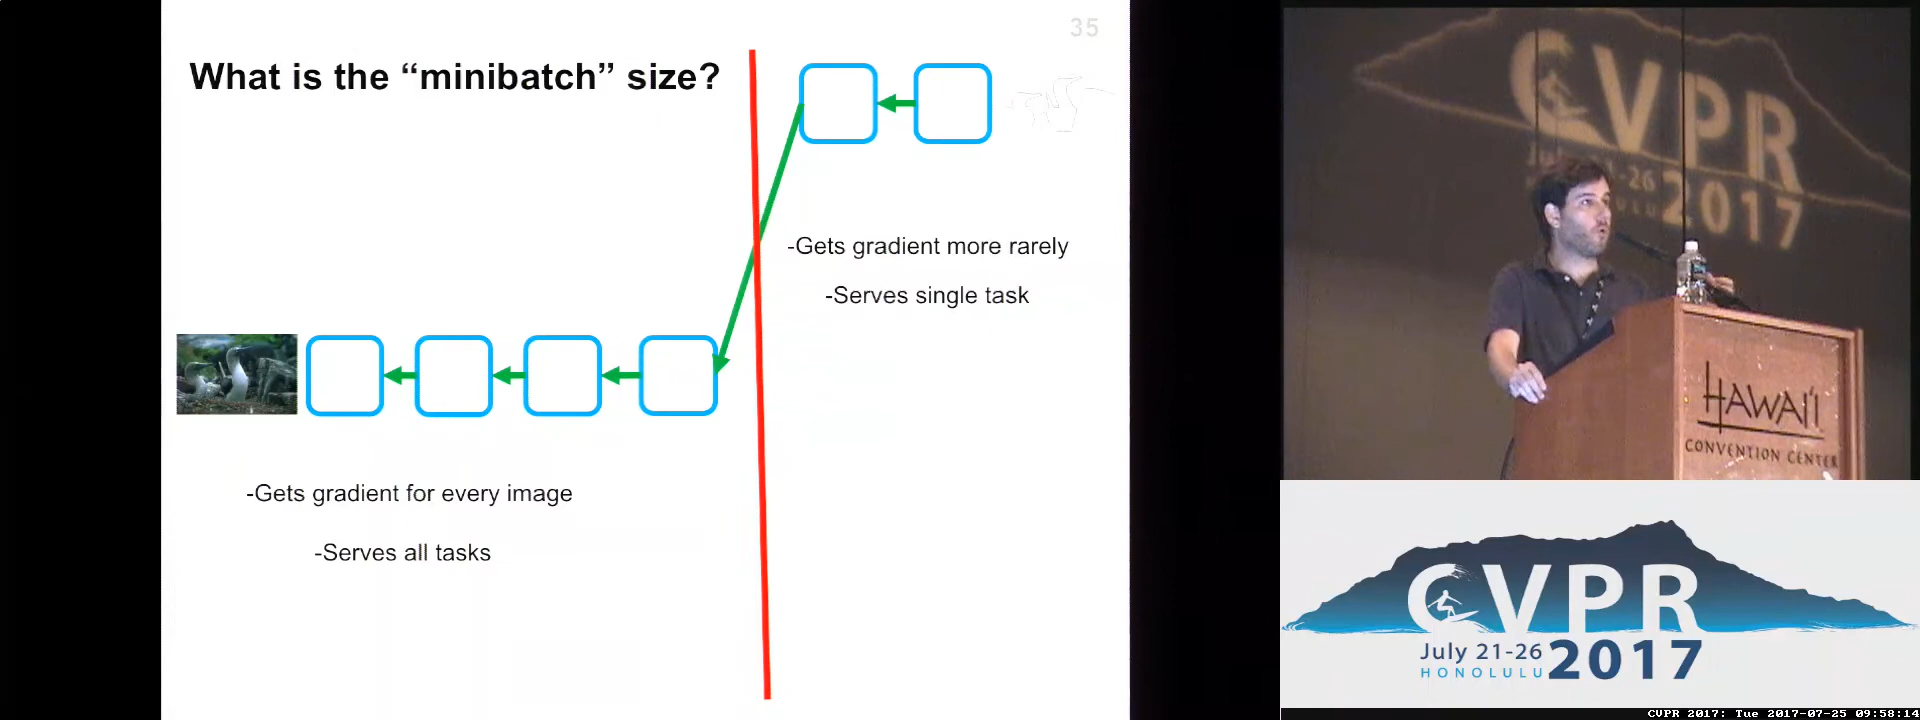 35
What is the “minibatch” size?
-Gets gradient more rarely
-Serves single task
-Gets gradient for every image
-Serves all tasks
CVPR
2017
HAWAI'I
CONVENTION CENTER
CVPR
July 21-26
HONOLULU
2017
CVPR 2017: Tue 2017-07-25 09:58:14